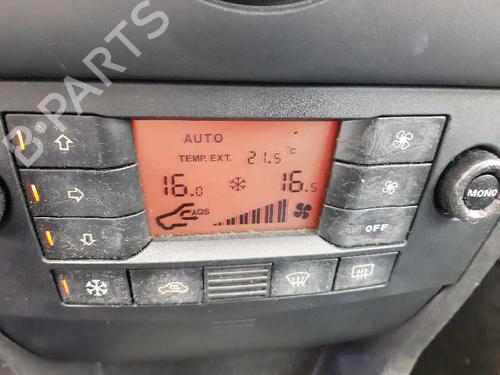 B-PARTS
AUTO
TEMP. EXT. 21.5 °C
16.0 16.5
AQS
MONO
OFF